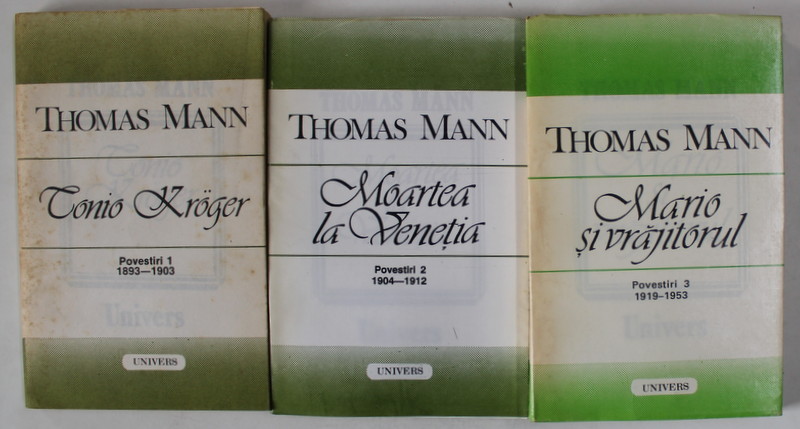 THOMAS MANN
Tonio Kröger
Povestiri 1
1893—1903
UNIVERS
THOMAS MANN
Moartea
la Veneția
Povestiri 2
1904—1912
UNIVERS
THOMAS MANN
Mario
și vrăjitorul
Povestiri 3
1919-1953
UNIVERS